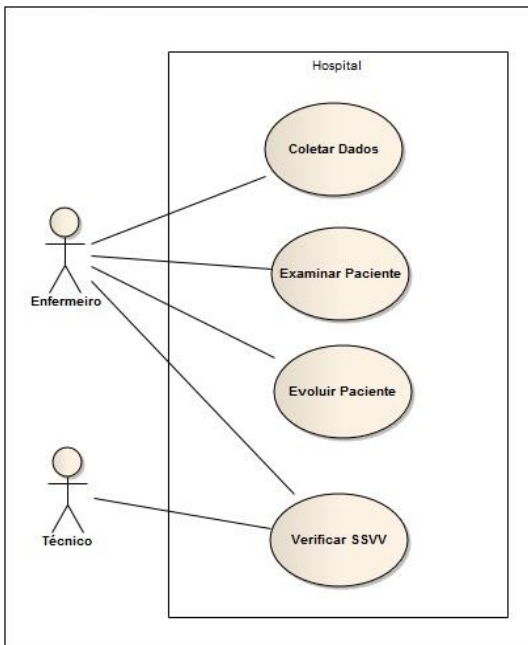 Hospital
Coletar Dados
Enfermeiro
Examinar Paciente
Evoluir Paciente
Técnico
Verificar SSVV